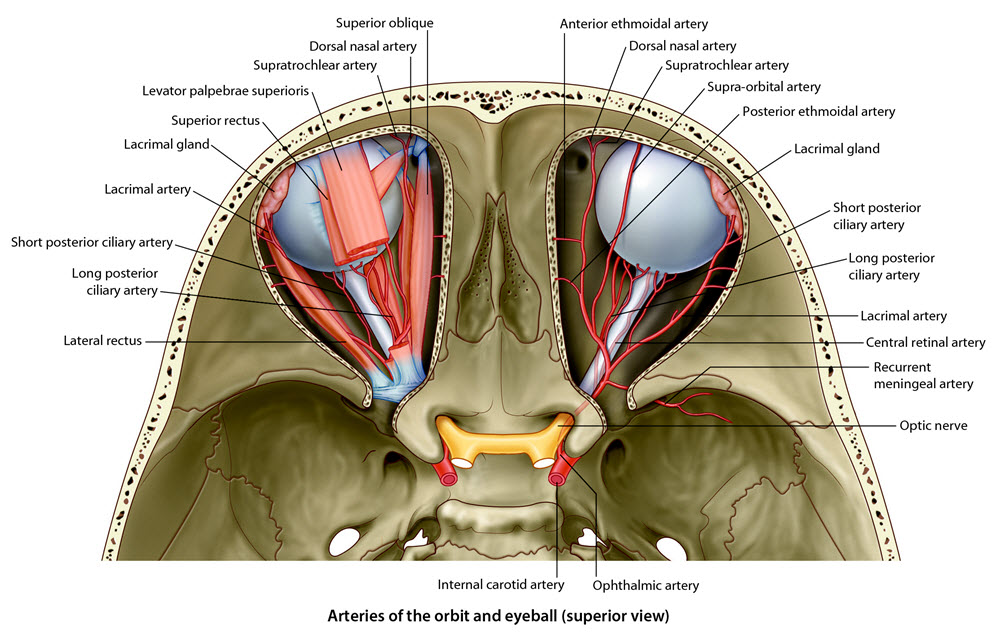 Superior oblique
Dorsal nasal artery
Supratrochlear artery
Levator palpebrae superioris
Superior rectus
Lacrimal gland
Lacrimal artery
Short posterior ciliary artery
Long posterior
ciliary artery
Lateral rectus
Anterior ethmoidal artery
Dorsal nasal artery
Supratrochlear artery
Supra-orbital artery
Posterior ethmoidal artery
Lacrimal gland
Short posterior
ciliary artery
Long posterior
ciliary artery
Lacrimal artery
Central retinal artery
Recurrent
meningeal artery
Optic nerve
Internal carotid artery
Ophthalmic artery
Arteries of the orbit and eyeball (superior view)